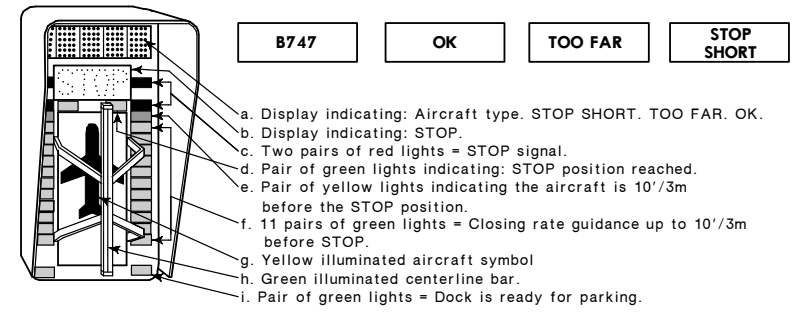 B747
OK
TOO FAR
STOP
SHORT
STOP
a. Display indicating: Aircraft type. STOP SHORT. TOO FAR. OK.
b. Display indicating: STOP.
c. Two pairs of red lights = STOP signal.
d. Pair of green lights indicating: STOP position reached.
e. Pair of yellow lights indicating the aircraft is 10′/3m
before the STOP position.
f. 11 pairs of green lights = Closing rate guidance up to 10′/3m
before STOP.
g. Yellow illuminated aircraft symbol
h. Green illuminated centerline bar.
i. Pair of green lights = Dock is ready for parking.